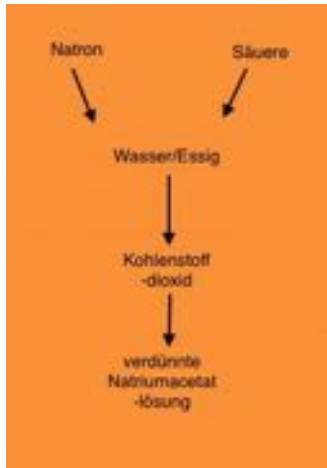 Natron
Säuere
Wasser/Essig
Kohlenstoff
-dioxid
verdünnte
Natriumacetat
-lösung